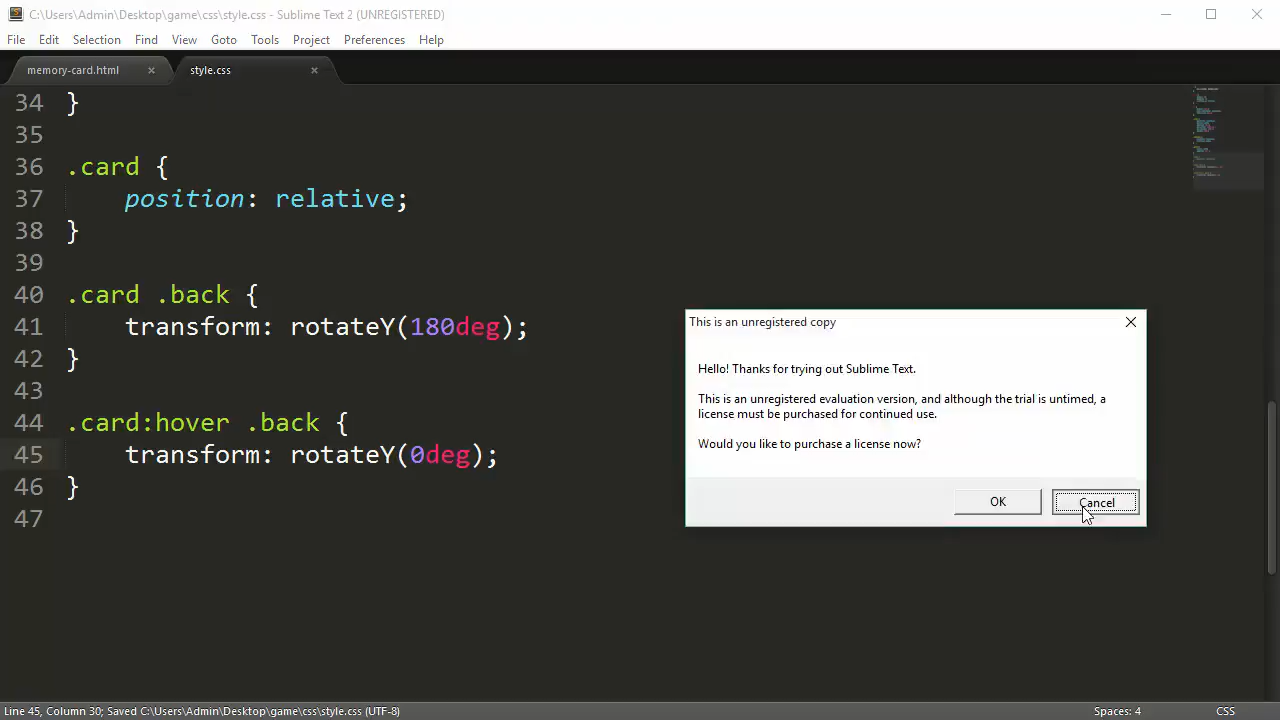 C:\Users\Admin\Desktop\game\css\style.css - Sublime Text 2 (UNREGISTERED)
File Edit Selection Find View Goto Tools Project Preferences Help
memory-card.html
style.css
34 }
35
36 .card {
37 position: relative;
38 }
39
40 .card .back {
41 transform: rotateY(180deg);
42 }
43
44 .card:hover .back {
45 transform: rotateY(0deg);
46 }
47
This is an unregistered copy
Hello! Thanks for trying out Sublime Text.
This is an unregistered evaluation version, and although the trial is untimed, a
license must be purchased for continued use.
Would you like to purchase a license now?
OK Cancel
Line 45, Column 30; Saved C:\Users\Admin\Desktop\game\css\style.css (UTF-8) Spaces: 4 CSS